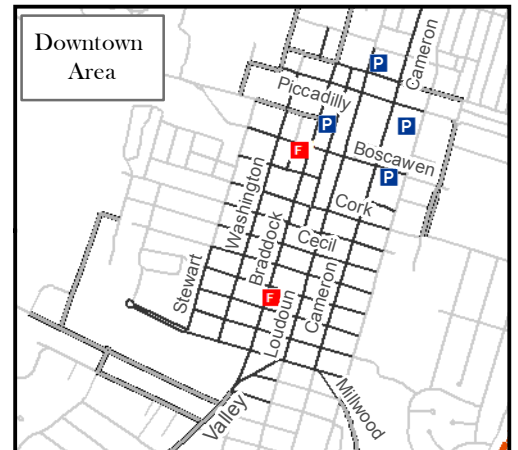 Downtown
Area
Cameron
P
Piccadilly
P
P
F
Boscawen
P
Washington
Cork
Braddock
Cecil
Stewart
Cameron
F
Loudoun
Valley
Millwood